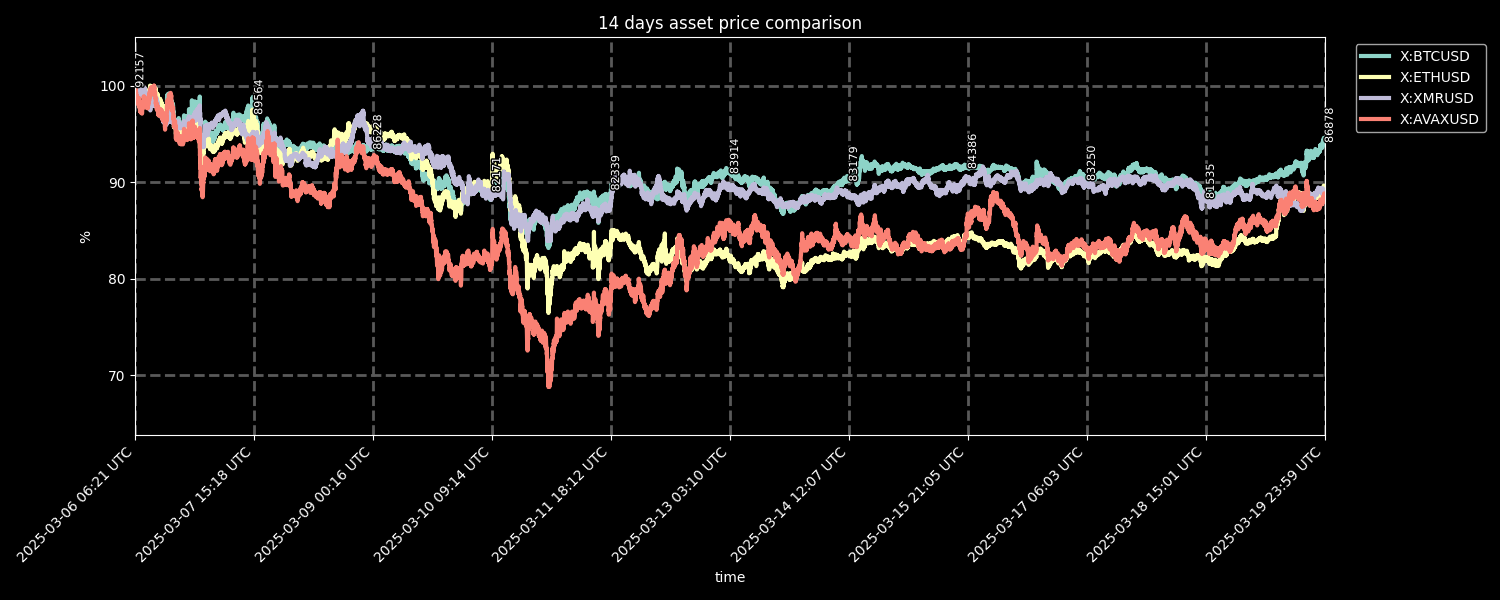 14 days asset price comparison
X:BTCUSD
X:ETHUSD
X:XMRUSD
X:AVAXUSD
100
90
80
70
%
92157
89564
86228
82171
82339
83914
83179
84386
83250
81535
86878
2025-03-06 06:21 UTC
2025-03-07 15:18 UTC
2025-03-09 00:16 UTC
2025-03-10 09:14 UTC
2025-03-11 18:12 UTC
2025-03-13 03:10 UTC
2025-03-14 12:07 UTC
2025-03-15 21:05 UTC
2025-03-17 06:03 UTC
2025-03-18 15:01 UTC
2025-03-19 23:59 UTC
time